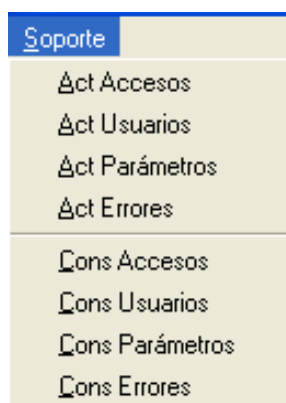 Soporte
Act Accesos
Act Usuarios
Act Parámetros
Act Errores
Cons Accesos
Cons Usuarios
Cons Parámetros
Cons Errores